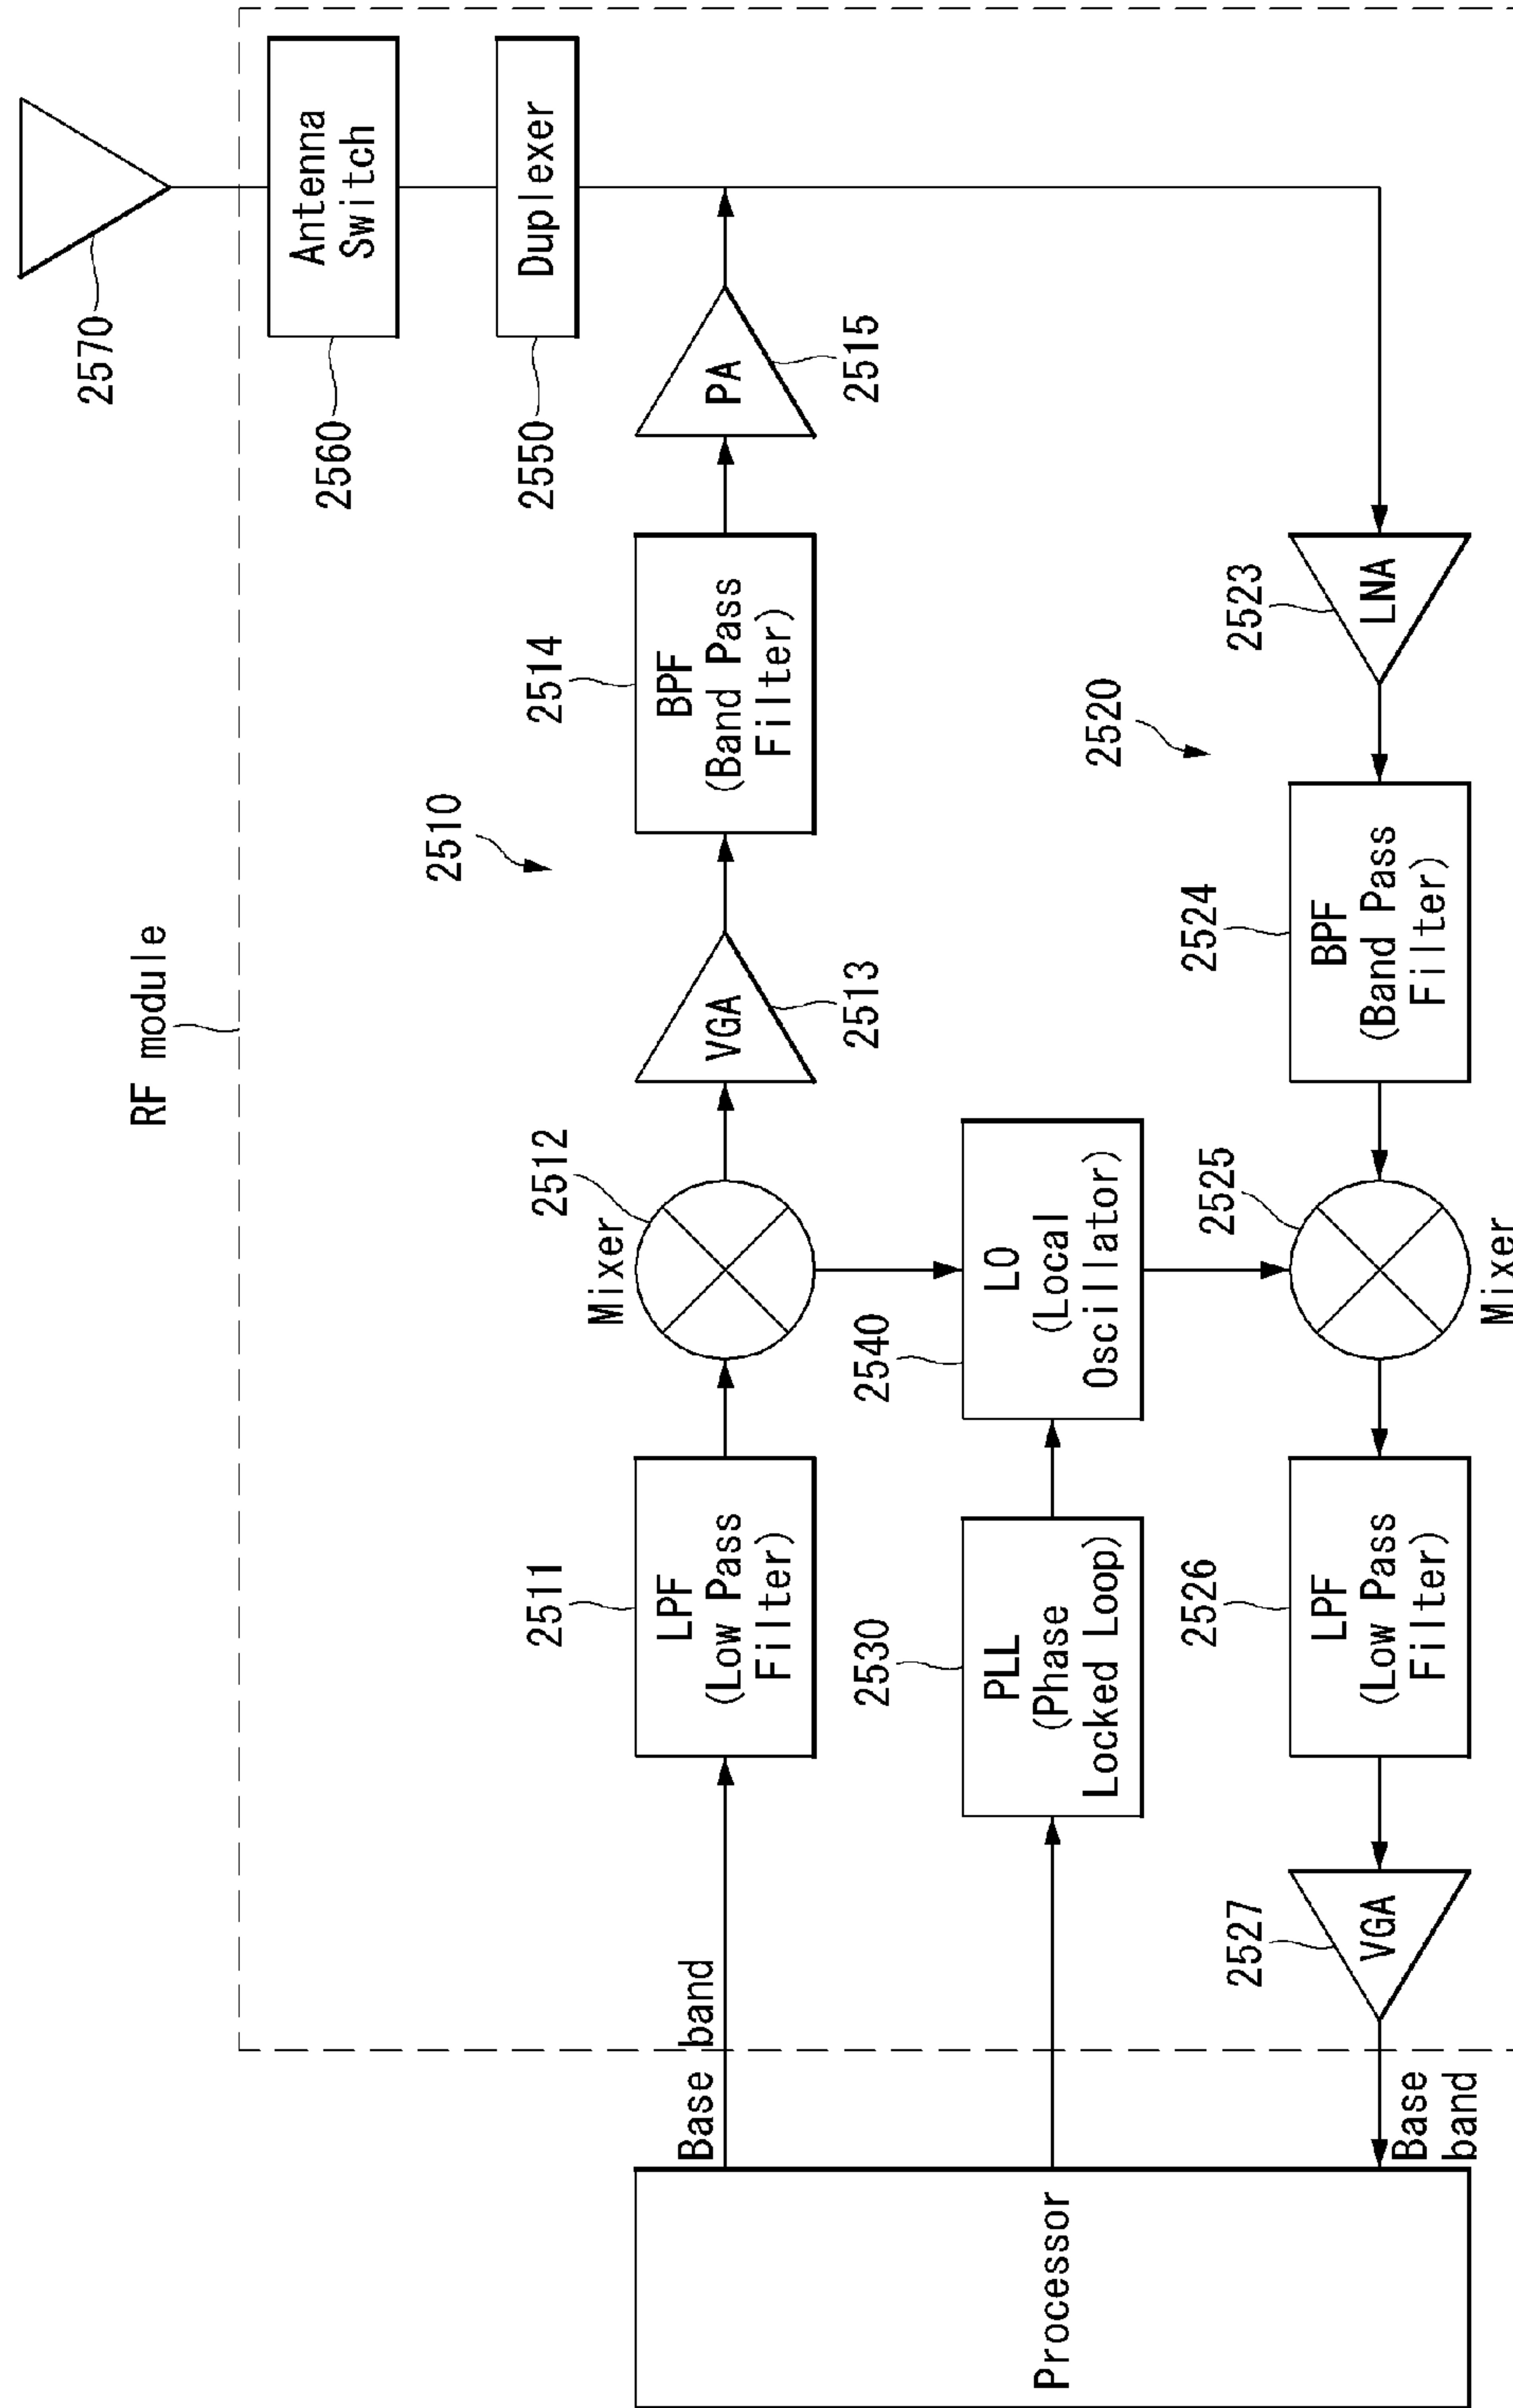 RF module
2570
2560
Antenna
Switch
2550
Duplexer
2510
2511
LPF
(Low Pass
Filter)
Mixer
2512
VGA
2513
2514
BPF
(Band Pass
Filter)
PA
2515
Base band
Processor
2530
PLL
(Phase
Locked Loop)
2540
LO
(Local
Oscillator)
2520
2527
VGA
2526
LPF
(Low Pass
Filter)
2525
Mixer
2524
BPF
(Band Pass
Filter)
2523
LNA
Base
band